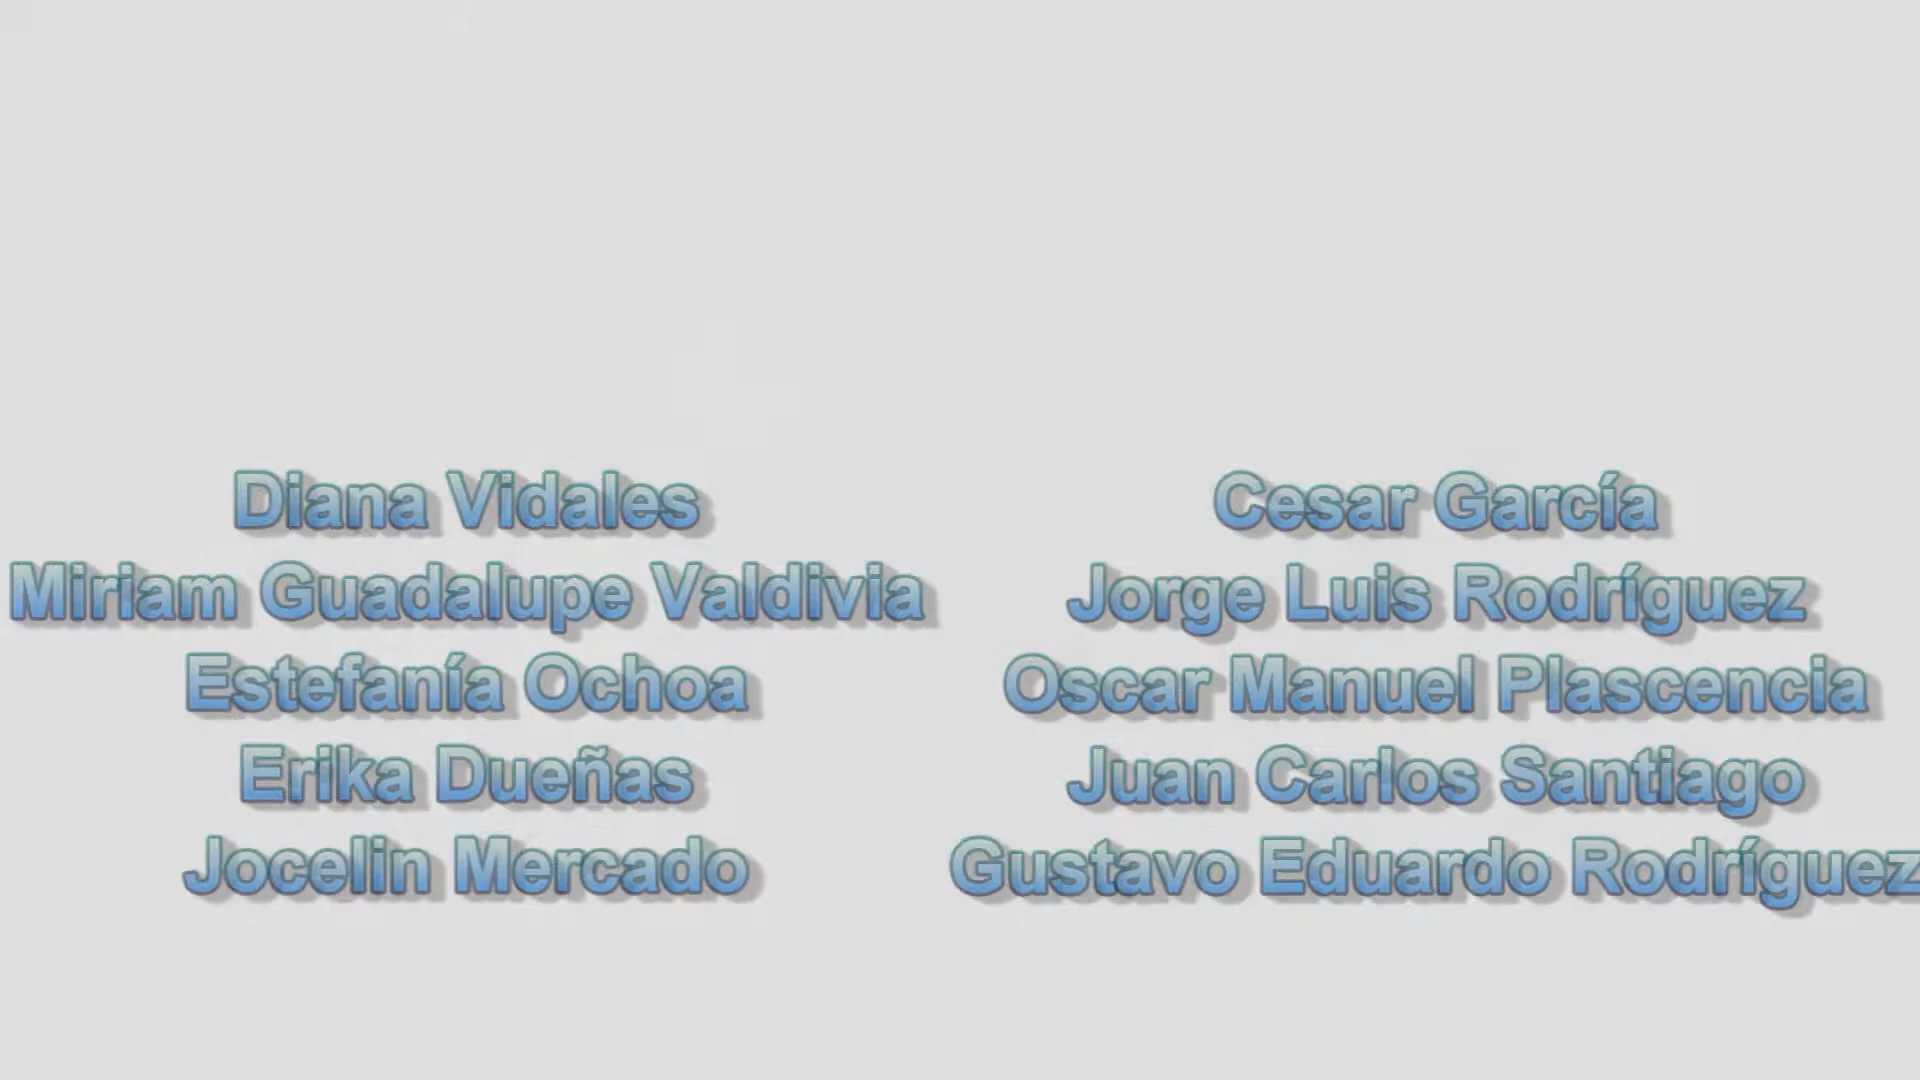 Diana Vidales
Miriam Guadalupe Valdivia
Estefanía Ochoa
Erika Dueñas
Jocelin Mercado
Cesar García
Jorge Luis Rodríguez
Oscar Manuel Plascencia
Juan Carlos Santiago
Gustavo Eduardo Rodríguez